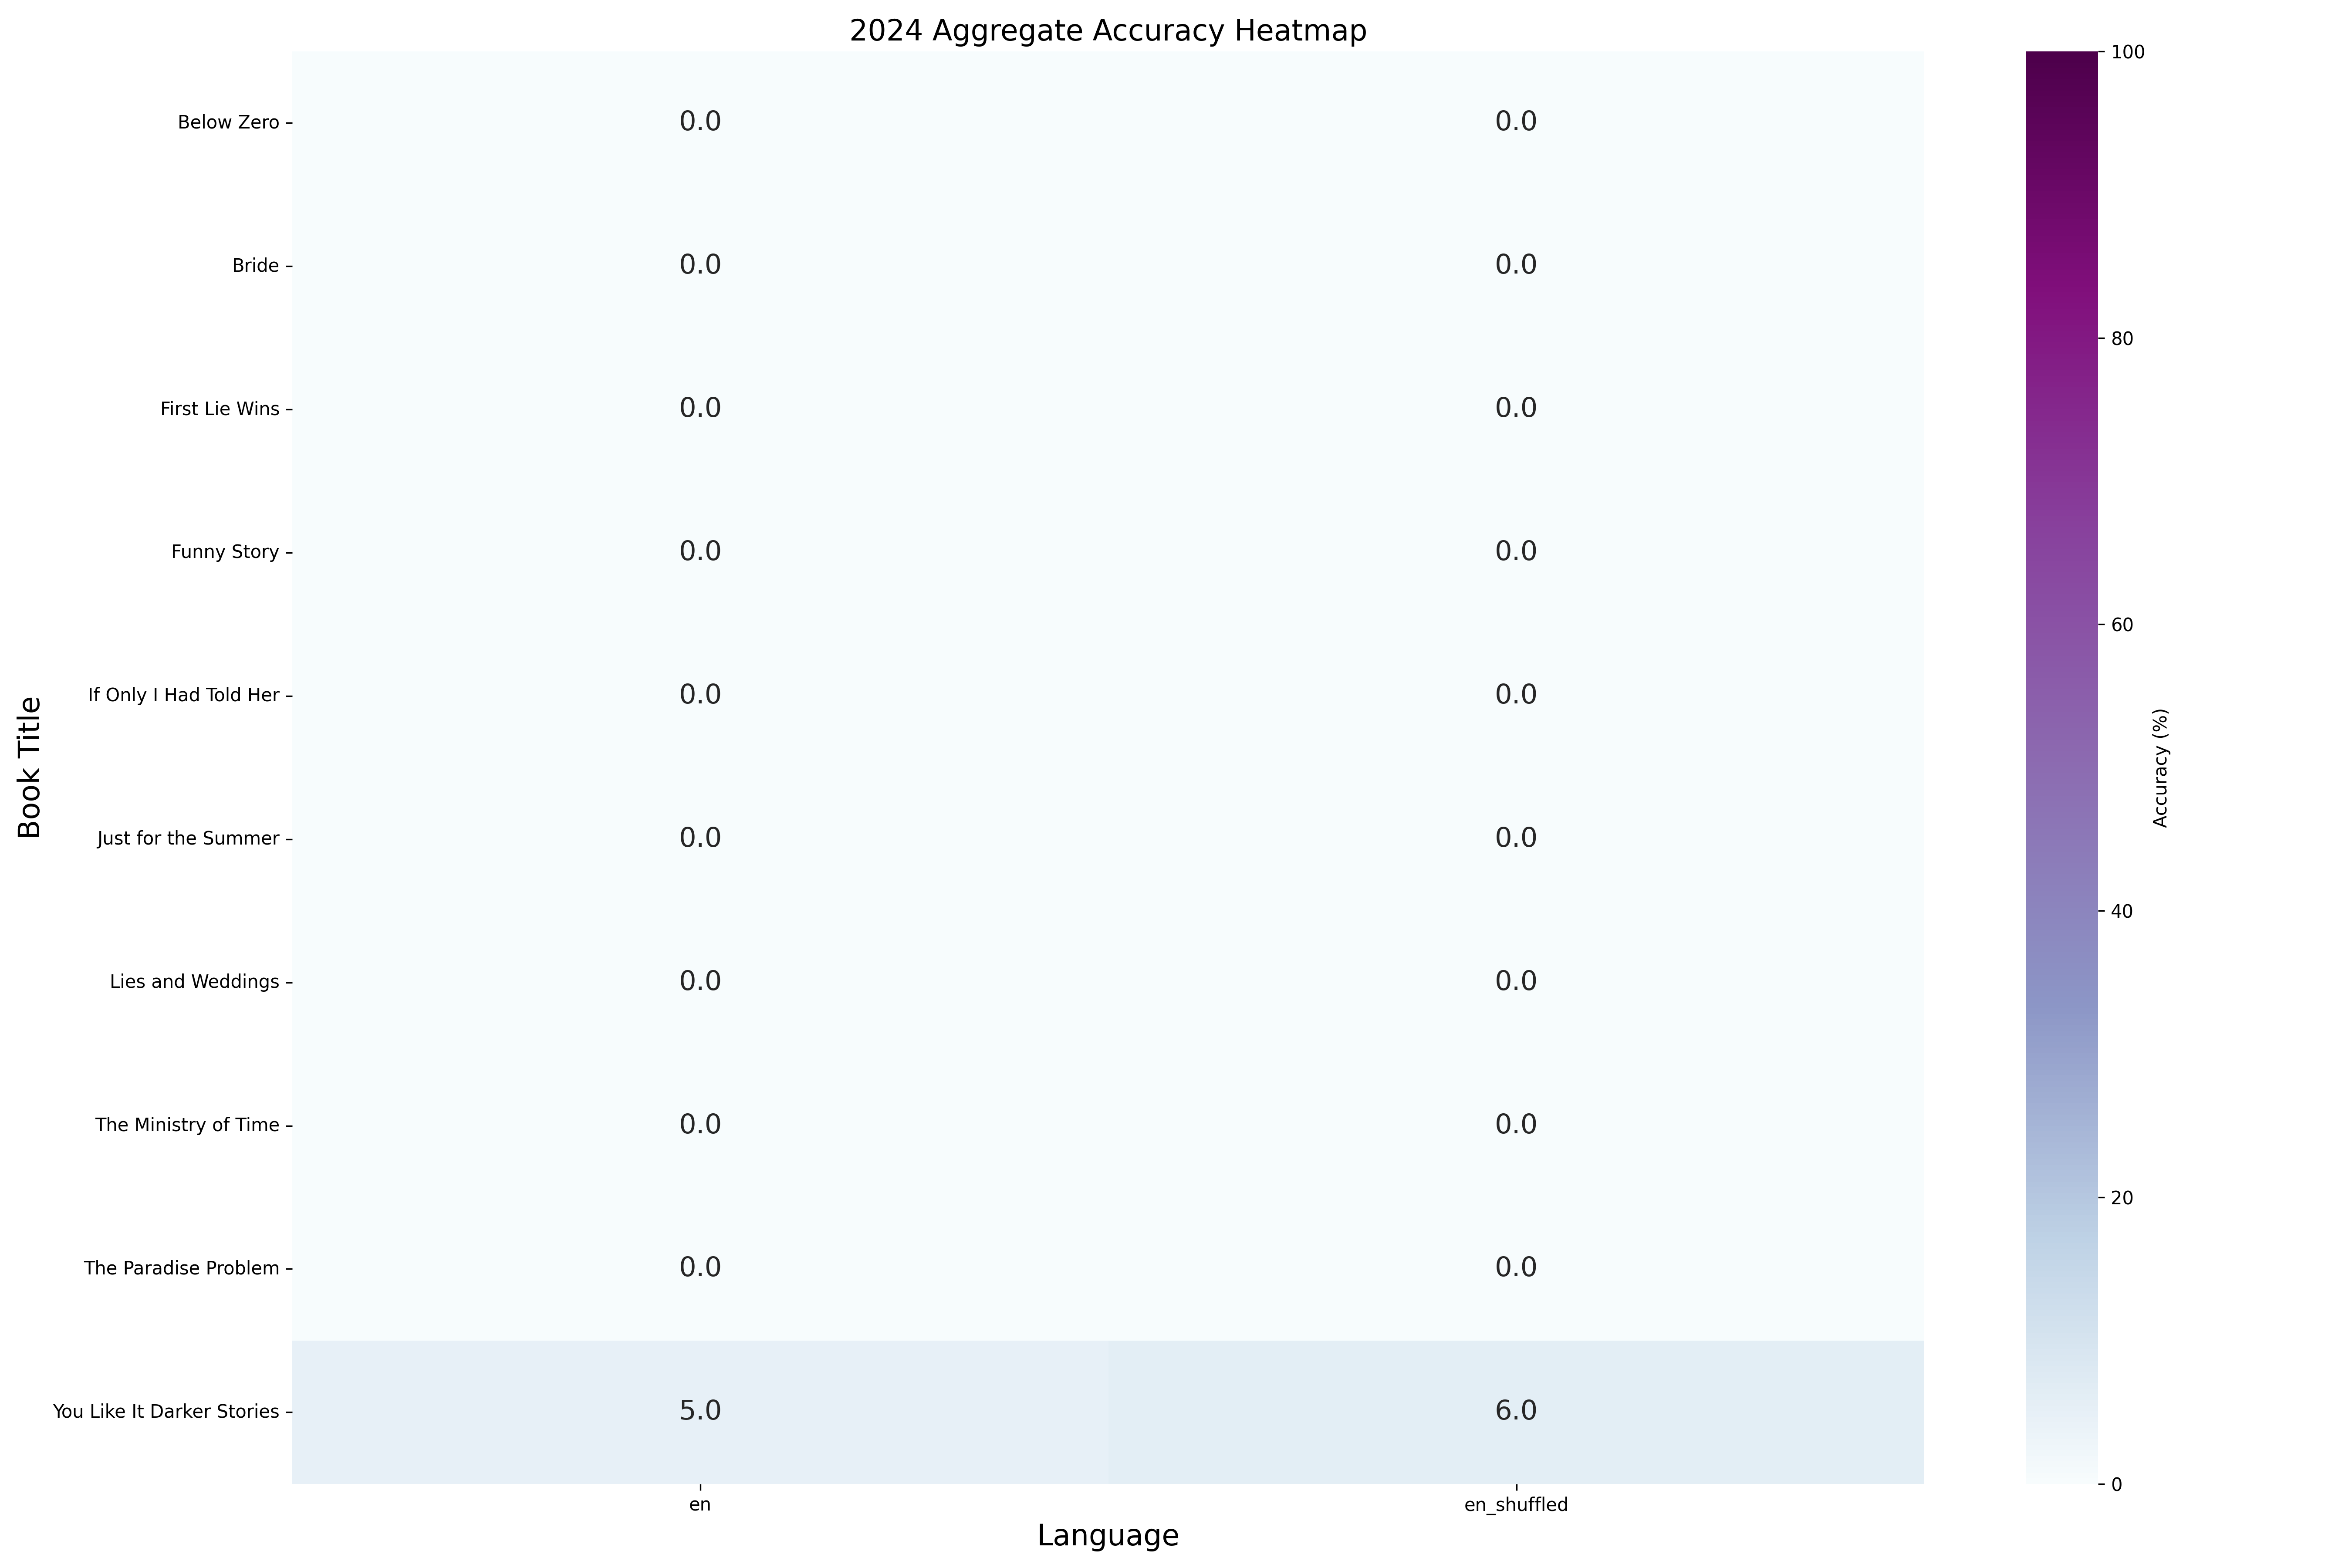 2024 Aggregate Accuracy Heatmap
Book Title
Below Zero 0.0 0.0
Bride 0.0 0.0
First Lie Wins 0.0 0.0
Funny Story 0.0 0.0
If Only I Had Told Her 0.0 0.0
Just for the Summer 0.0 0.0
Lies and Weddings 0.0 0.0
The Ministry of Time 0.0 0.0
The Paradise Problem 0.0 0.0
You Like It Darker Stories 5.0 6.0
en en_shuffled
Language
100
80
60
40
20
0
Accuracy (%)